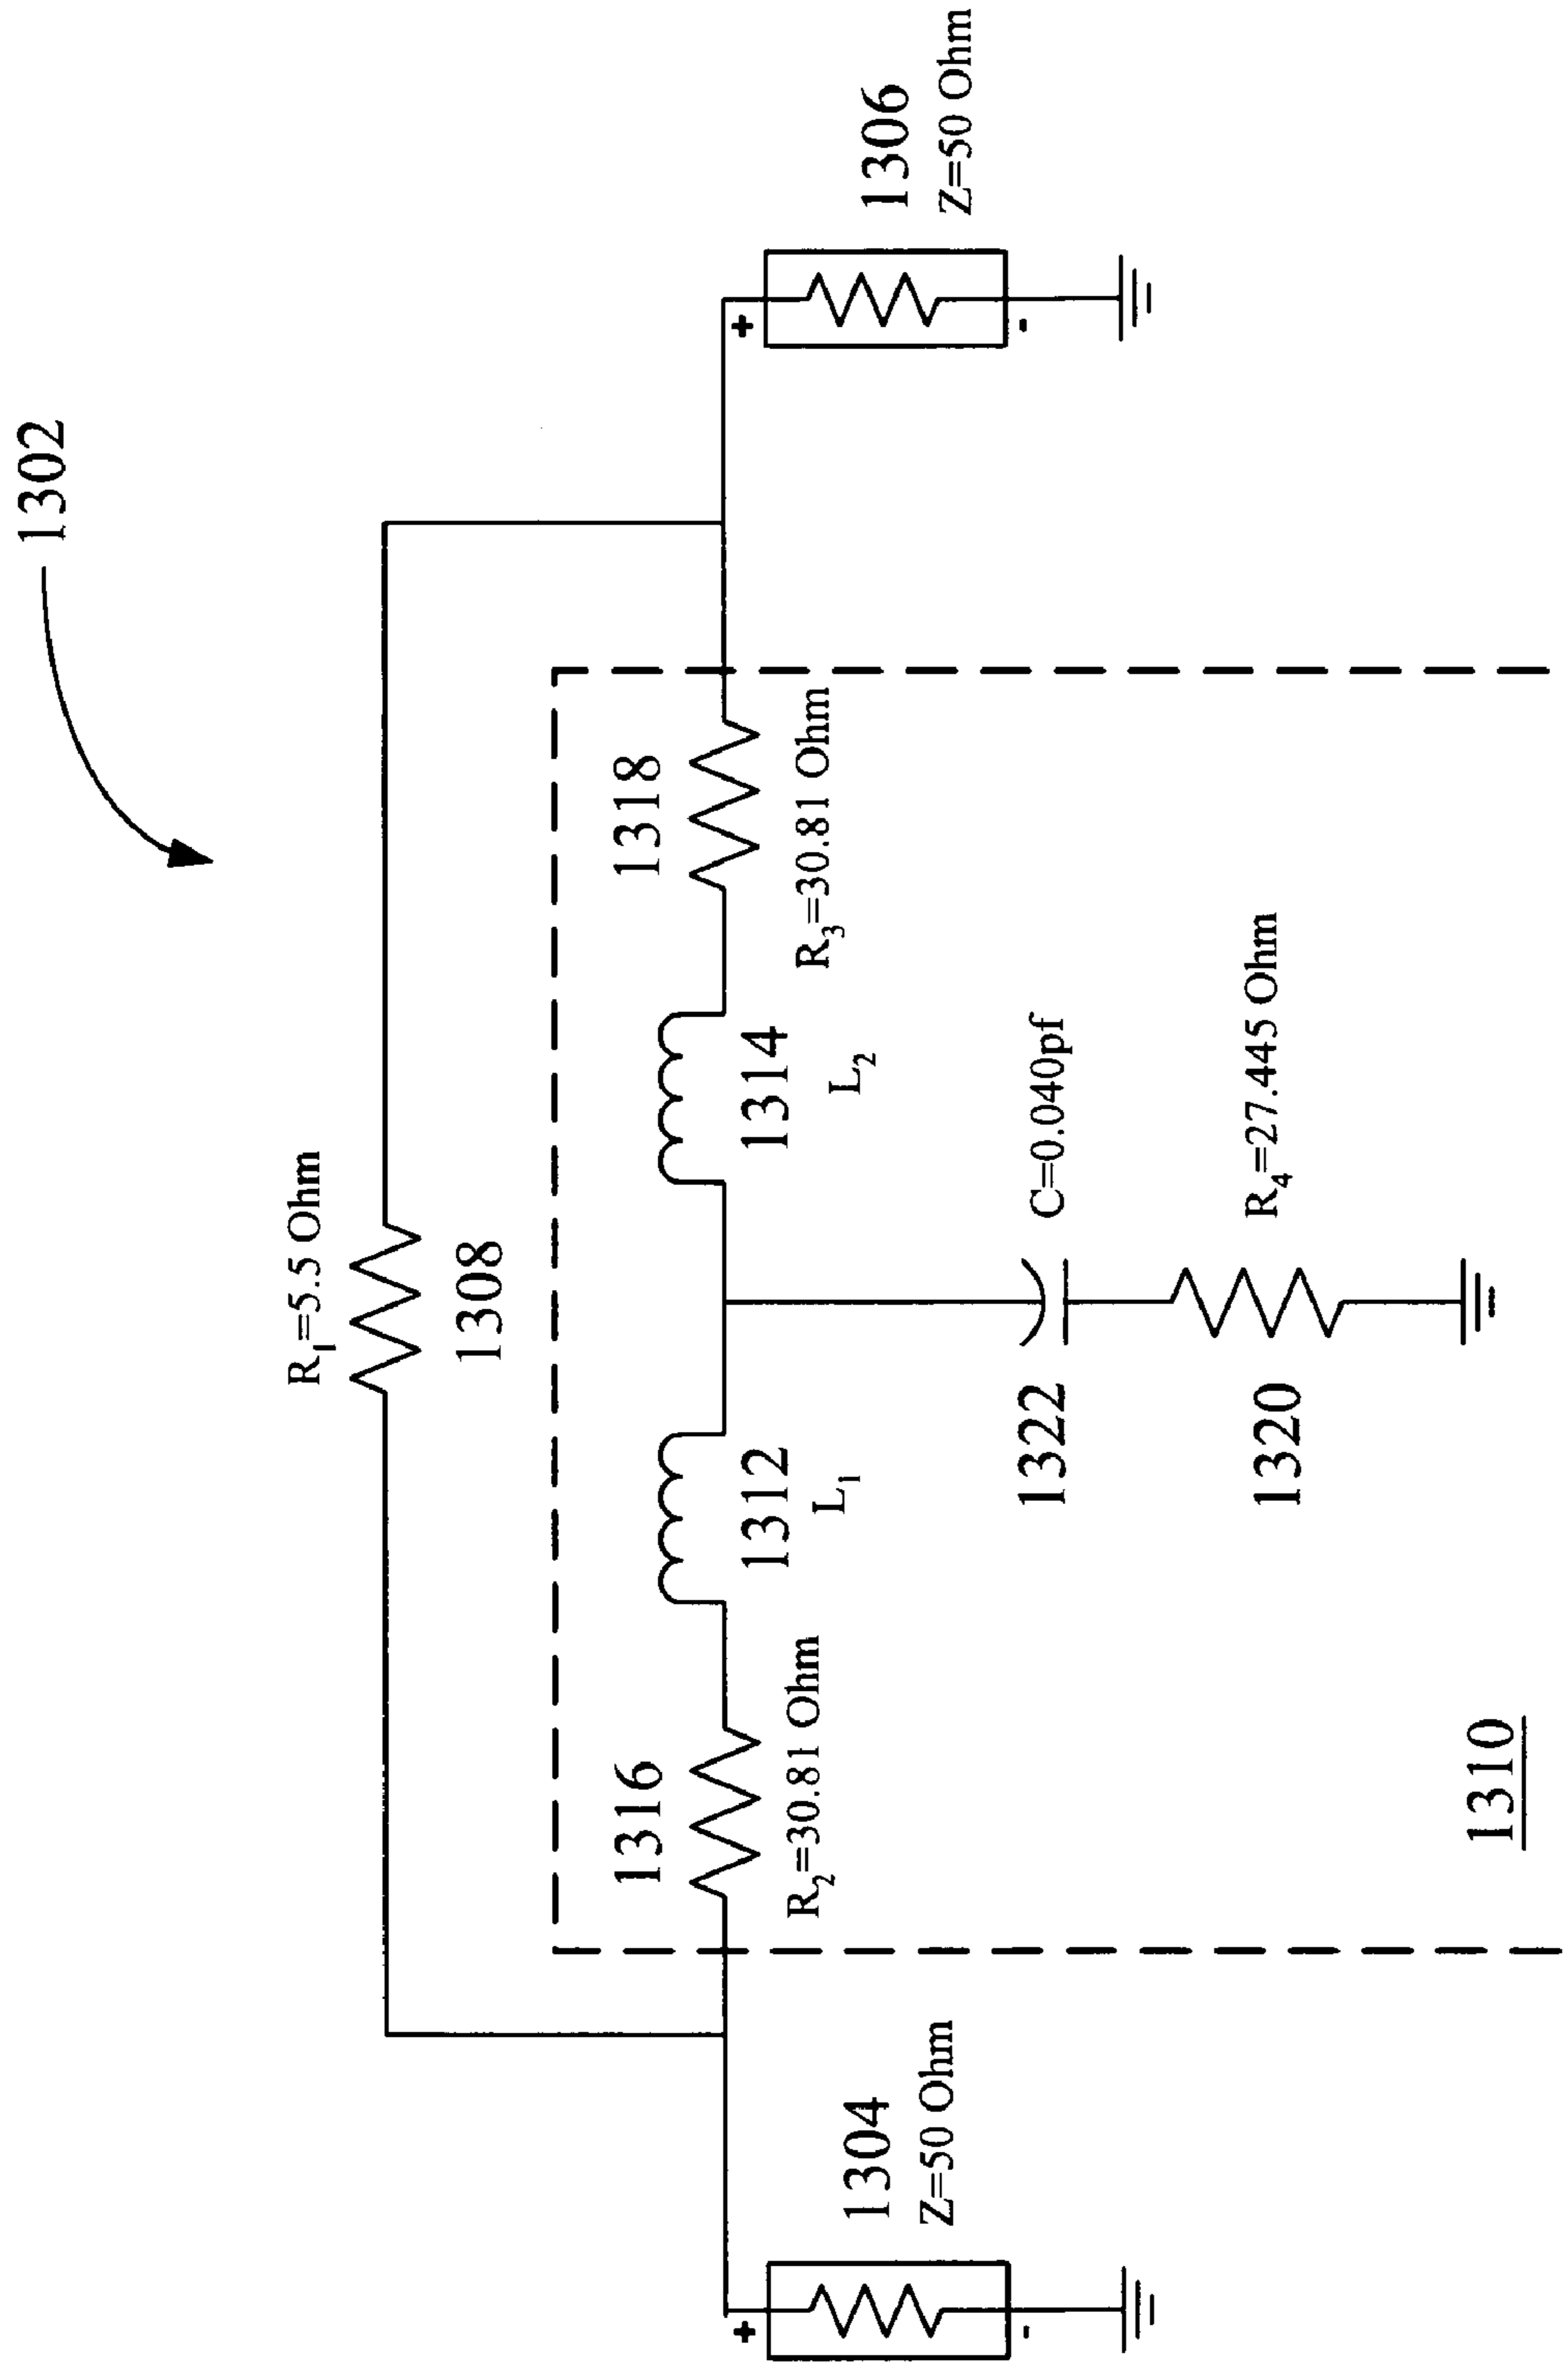 1302
R1=5.5 Ohm
1308
1316
R2=30.81 Ohm
1312
L1
1314
L2
1318
R3=30.81 Ohm
1304
Z=50 Ohm
+
-
1306
Z=50 Ohm
+
-
1322
C=0.040pf
1320
R4=27.445 Ohm
1310